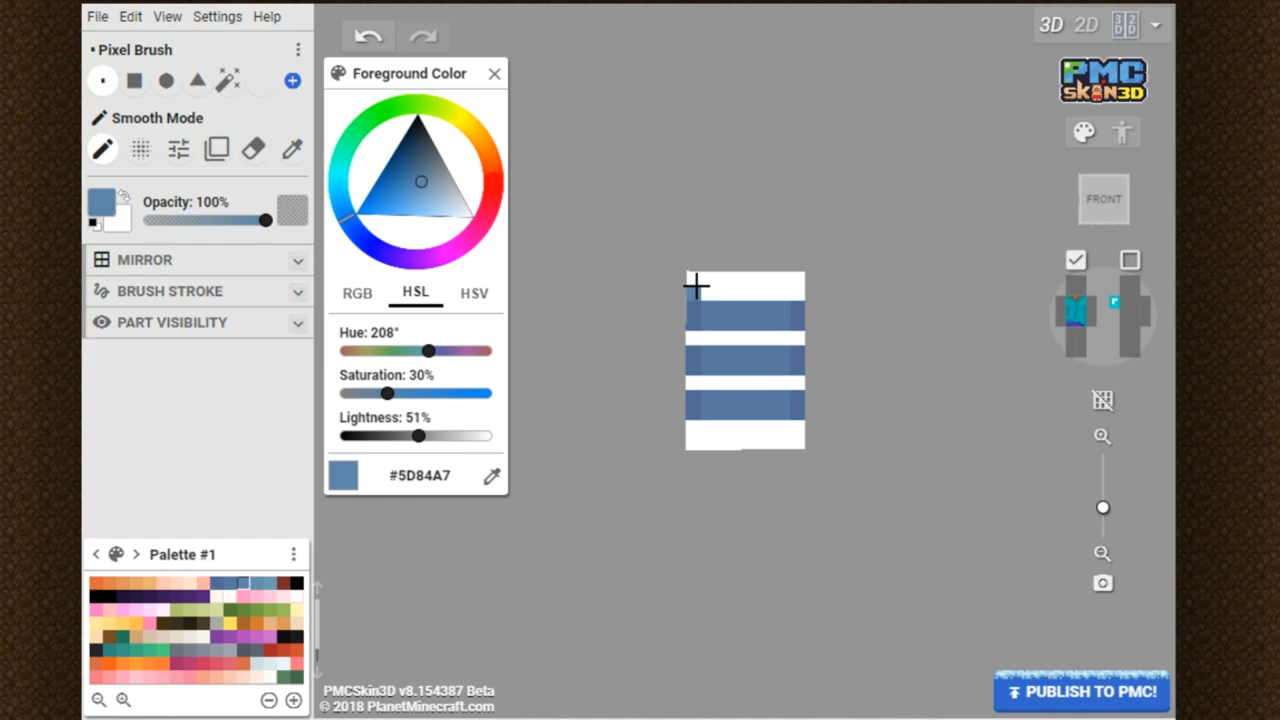 File Edit View Settings Help
Pixel Brush
Smooth Mode
Opacity: 100%
MIRROR
BRUSH STROKE
PART VISIBILITY
Palette #1
Foreground Color
RGB HSL HSV
Hue: 208°
Saturation: 30%
Lightness: 51%
#5D84A7
PMCSkin3D v8.154387 Beta
© 2018 PlanetMinecraft.com
3D 2D 3D 2D
PMC
SKIN3D
FRONT
PUBLISH TO PMC!